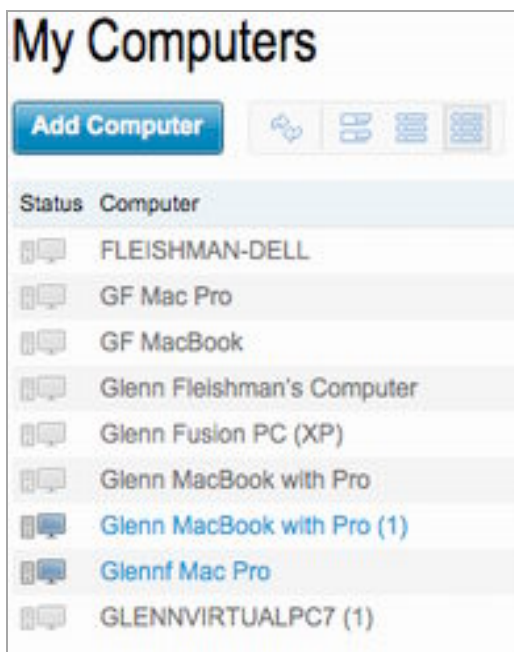 My Computers
Add Computer
Status Computer
FLEISHMAN-DELL
GF Mac Pro
GF MacBook
Glenn Fleishman's Computer
Glenn Fusion PC (XP)
Glenn MacBook with Pro
Glenn MacBook with Pro (1)
Glennf Mac Pro
GLENNVIRTUALPC7 (1)